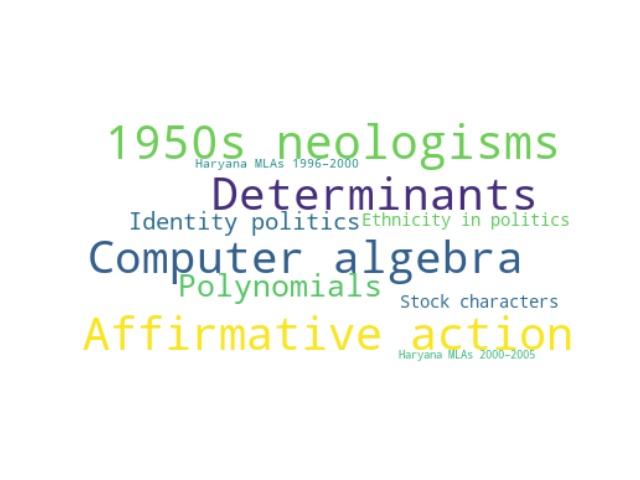 1950s neologisms
Haryana MLAs 1996–2000
Determinants
Identity politics
Ethnicity in politics
Computer algebra
Polynomials
Stock characters
Affirmative action
Haryana MLAs 2000–2005